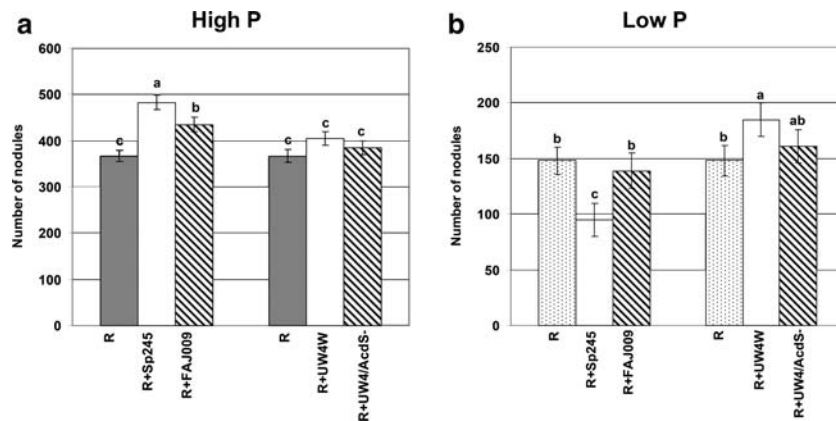 a
High P
Number of nodules
600
500
400
300
200
100
0
c
a
b
c
c
c
R
R+Sp245
R+FAJ009
R
R+UW4W
R+UW4/AcdS-
b
Low P
Number of nodules
250
200
150
100
50
0
b
c
b
b
a
ab
R
R+Sp245
R+FAJ009
R
R+UW4W
R+UW4/AcdS-